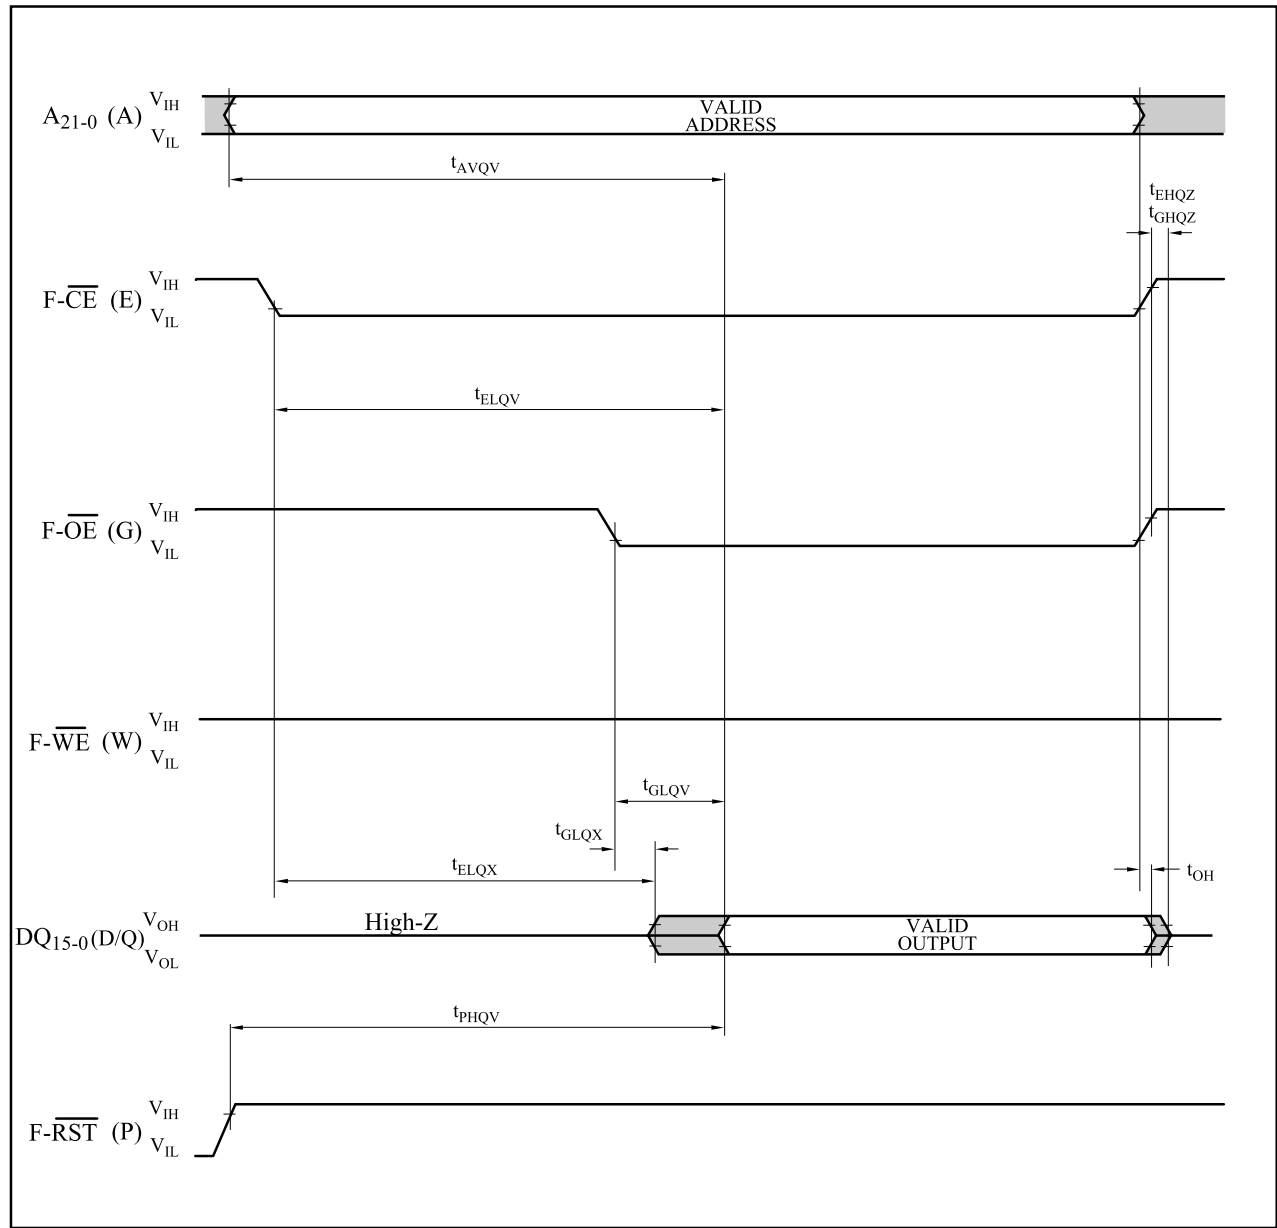 A21-0 (A) VIH
VIL
VALID
ADDRESS
tAVQV
tEHQZ
tGHQZ
F-CE (E) VIH
VIL
tELQV
F-OE (G) VIH
VIL
F-WE (W) VIH
VIL
tGLQV
tGLQX
tELQX
tOH
DQ15-0 (D/Q) VOH
VOL
High-Z
VALID
OUTPUT
tPHQV
F-RST (P) VIH
VIL